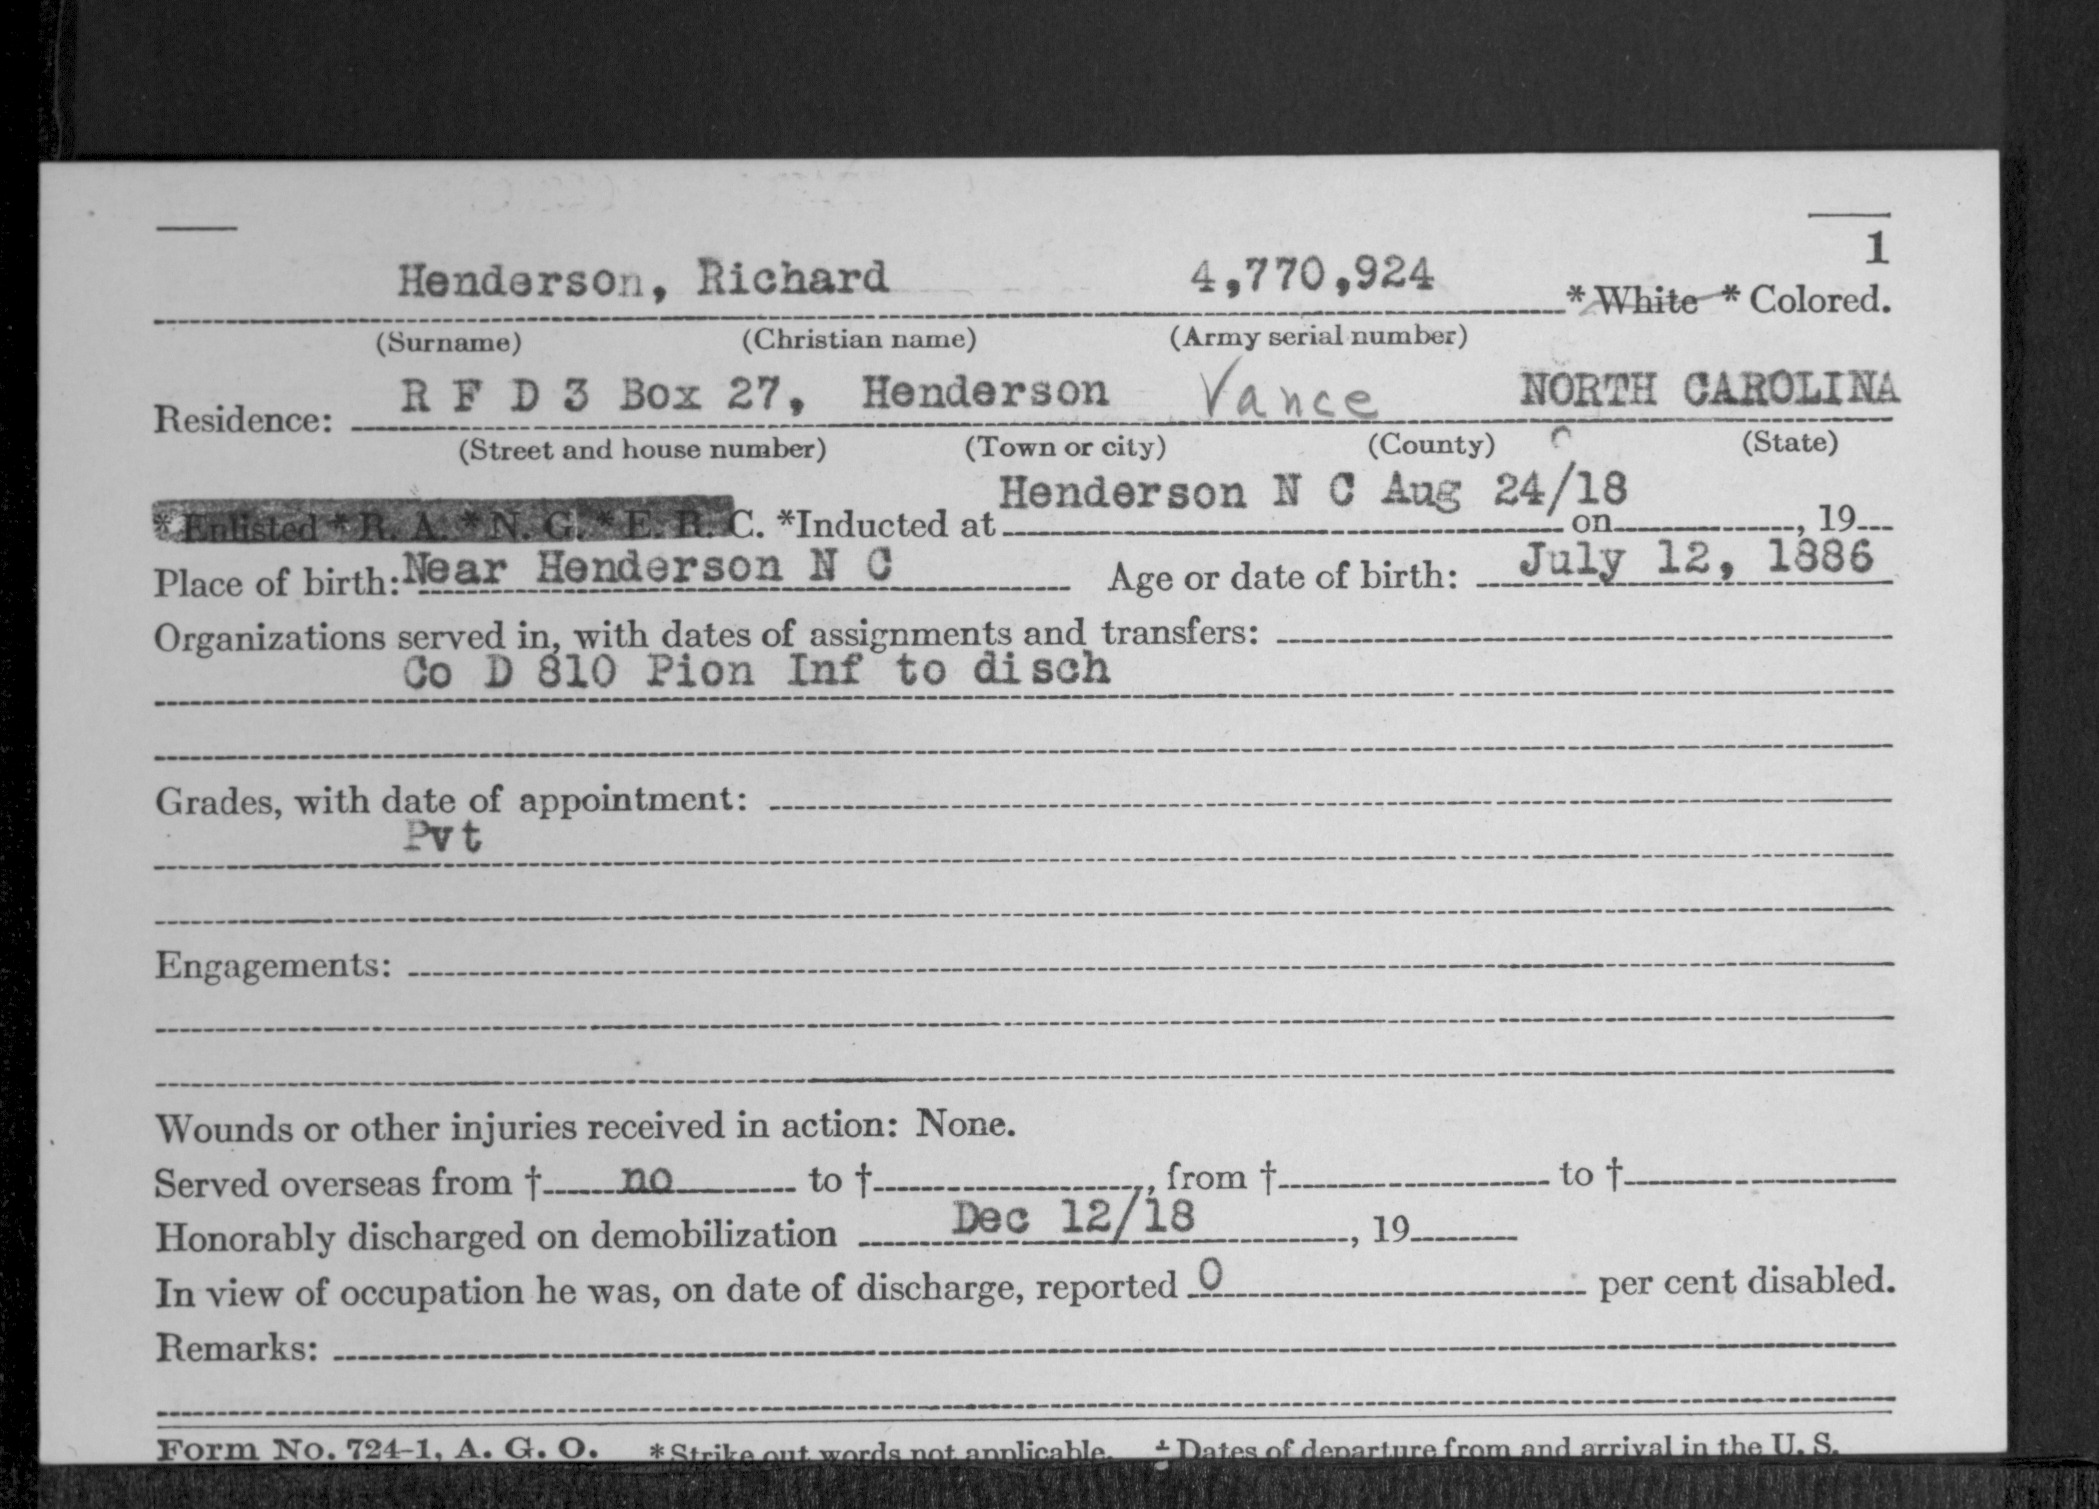 1
Henderson, Richard 4,770,924 * White * Colored.
(Surname) (Christian name) (Army serial number)
Residence: R F D 3 Box 27, Henderson Vance NORTH CAROLINA
(Street and house number) (Town or city) (County) (State)
* Enlisted * R. A. * N. G. * E. R. C. *Inducted at Henderson N C Aug 24/18 on , 19
Place of birth: Near Henderson N C Age or date of birth: July 12, 1886
Organizations served in, with dates of assignments and transfers:
Co D 810 Pion Inf to disch
Grades, with date of appointment:
Pvt
Engagements:
Wounds or other injuries received in action: None.
Served overseas from † no to † , from † to †
Honorably discharged on demobilization Dec 12/18 , 19
In view of occupation he was, on date of discharge, reported 0 per cent disabled.
Remarks:
Form No. 724-1, A. G. O. * Strike out words not applicable. † Dates of departure from and arrival in the U. S.